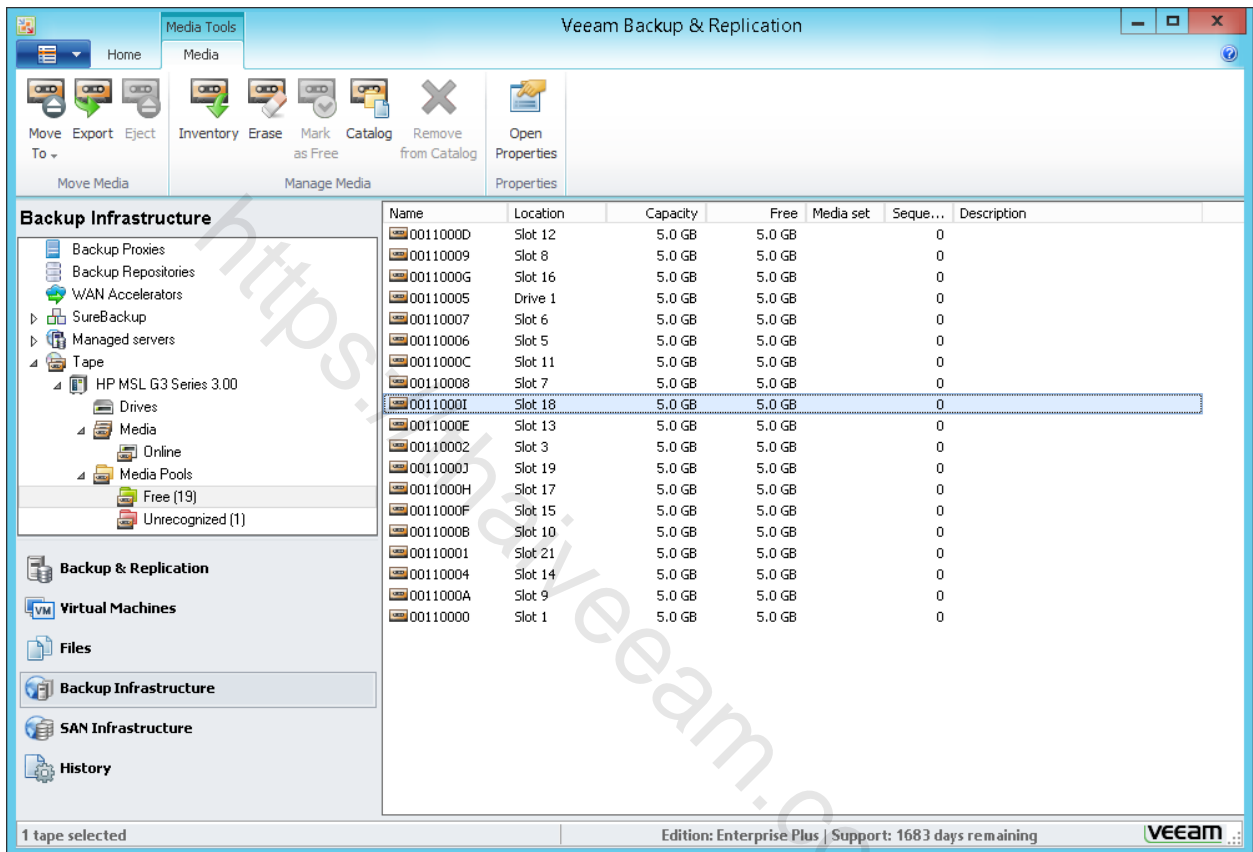 Media Tools
Veeam Backup & Replication
Home Media
Move To Export Eject Inventory Erase Mark as Free Catalog Remove from Catalog Open Properties
Move Media Manage Media Properties
Backup Infrastructure
Backup Proxies
Backup Repositories
WAN Accelerators
SureBackup
Managed servers
Tape
HP MSL G3 Series 3.00
Drives
Media
Online
Media Pools
Free (19)
Unrecognized (1)
Backup & Replication
Virtual Machines
Files
Backup Infrastructure
SAN Infrastructure
History
Name Location Capacity Free Media set Seque... Description
0011000D Slot 12 5.0 GB 5.0 GB 0
00110009 Slot 8 5.0 GB 5.0 GB 0
0011000G Slot 16 5.0 GB 5.0 GB 0
00110005 Drive 1 5.0 GB 5.0 GB 0
00110007 Slot 6 5.0 GB 5.0 GB 0
00110006 Slot 5 5.0 GB 5.0 GB 0
0011000C Slot 11 5.0 GB 5.0 GB 0
00110008 Slot 7 5.0 GB 5.0 GB 0
0011000I Slot 18 5.0 GB 5.0 GB 0
0011000E Slot 13 5.0 GB 5.0 GB 0
00110002 Slot 3 5.0 GB 5.0 GB 0
0011000J Slot 19 5.0 GB 5.0 GB 0
0011000H Slot 17 5.0 GB 5.0 GB 0
0011000F Slot 15 5.0 GB 5.0 GB 0
0011000B Slot 10 5.0 GB 5.0 GB 0
00110001 Slot 21 5.0 GB 5.0 GB 0
00110004 Slot 14 5.0 GB 5.0 GB 0
0011000A Slot 9 5.0 GB 5.0 GB 0
00110000 Slot 1 5.0 GB 5.0 GB 0
1 tape selected
Edition: Enterprise Plus | Support: 1683 days remaining
veeam
https://thaiveeam.c